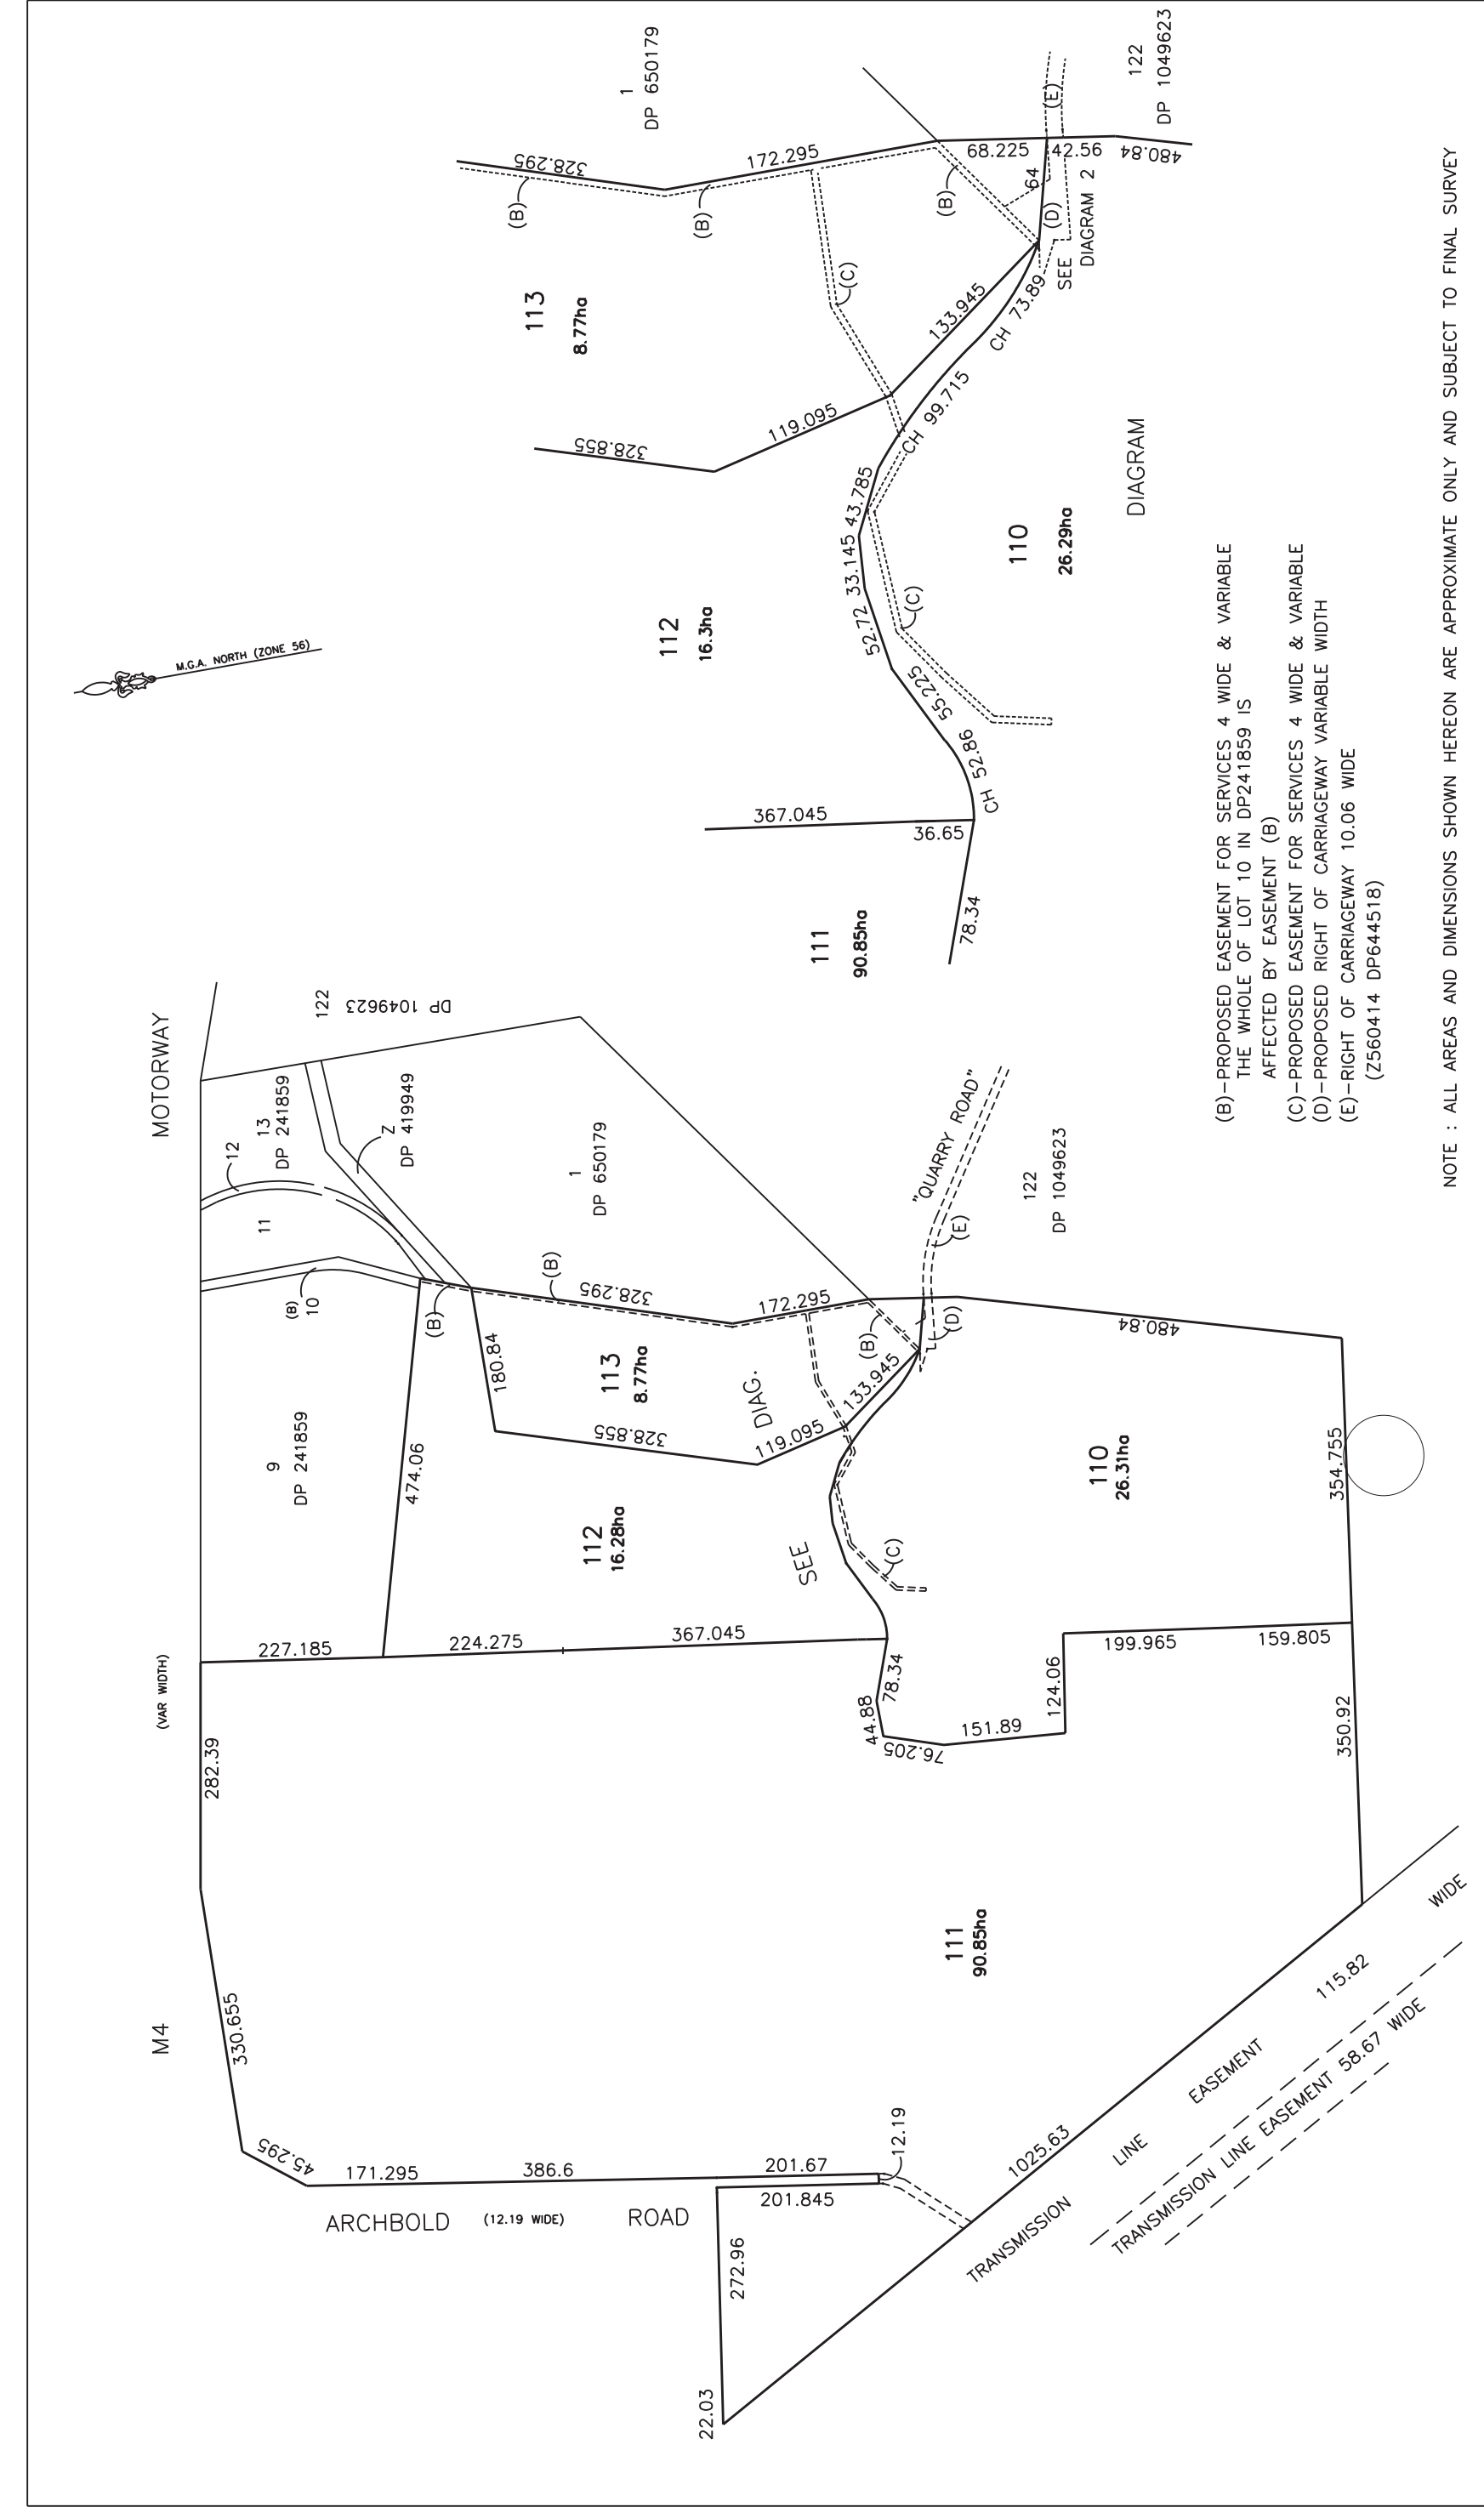 M4
(VAR WIDTH)
MOTORWAY
M.G.A. NORTH (ZONE 56)
282.39
330.655
45.295
171.295
386.6
201.67
201.845
12.19
ARCHBOLD
(12.19 WIDE)
ROAD
272.96
22.03
1025.63
TRANSMISSION
LINE
EASEMENT
115.82
WIDE
TRANSMISSION LINE EASEMENT 58.67 WIDE
111
90.85ha
227.185
224.275
367.045
78.34
44.88
76.205
151.89
124.06
199.965
159.805
350.92
354.755
480.84
9
DP 241859
474.06
112
16.28ha
113
8.77ha
180.84
328.855
119.095
133.945
328.295
172.295
SEE
DIAG.
110
26.31ha
(B)
10
11
12
13
DP 241859
Z
DP 419949
122
DP 1049623
1
DP 650179
(B)
(B)
(B)
(C)
(D)
(E)
"QUARRY ROAD"
122
DP 1049623
111
90.85ha
78.34
36.65
367.045
CH 52.86
55.225
52.72
33.145
43.785
CH 99.715
CH 73.89
112
16.3ha
328.855
119.095
133.945
113
8.77ha
328.295
172.295
68.225
42.56
480.84
64
(B)
(B)
(B)
(C)
(C)
(D)
(E)
SEE
DIAGRAM 2
110
26.29ha
DIAGRAM
1
DP 650179
122
DP 1049623
(B)-PROPOSED EASEMENT FOR SERVICES 4 WIDE & VARIABLE
THE WHOLE OF LOT 10 IN DP241859 IS
AFFECTED BY EASEMENT (B)
(C)-PROPOSED EASEMENT FOR SERVICES 4 WIDE & VARIABLE
(D)-PROPOSED RIGHT OF CARRIAGEWAY VARIABLE WIDTH
(E)-RIGHT OF CARRIAGEWAY 10.06 WIDE
(Z560414 DP644518)
NOTE : ALL AREAS AND DIMENSIONS SHOWN HEREON ARE APPROXIMATE ONLY AND SUBJECT TO FINAL SURVEY